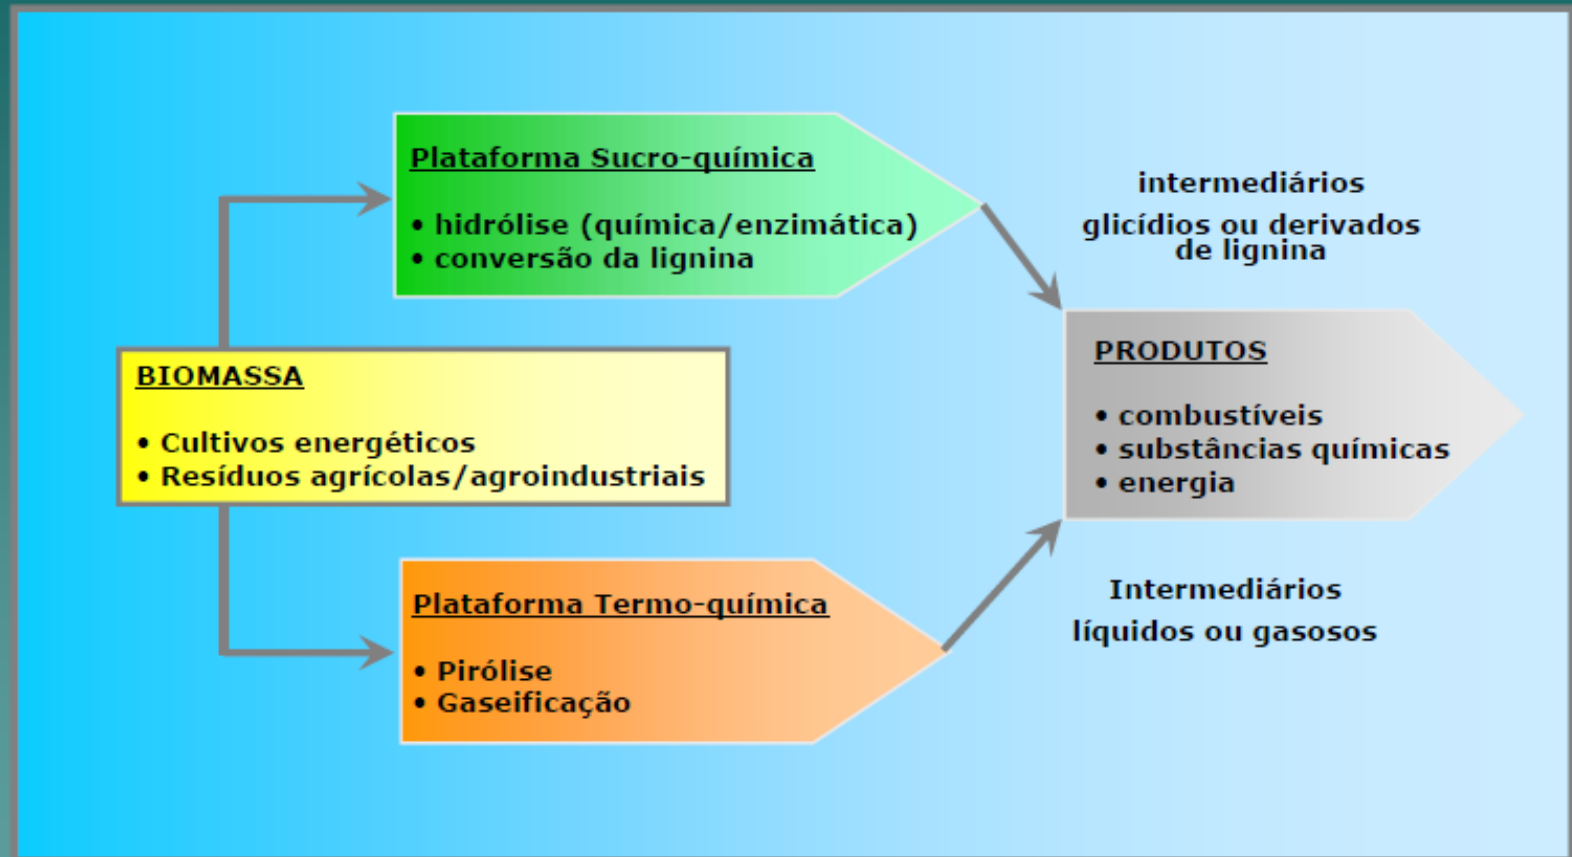 Plataforma Sucro-química
• hidrólise (química/enzimática)
• conversão da lignina
intermediários
glicídios ou derivados
de lignina
BIOMASSA
• Cultivos energéticos
• Resíduos agrícolas/agroindustriais
PRODUTOS
• combustíveis
• substâncias químicas
• energia
Plataforma Termo-química
• Pirólise
• Gaseificação
Intermediários
líquidos ou gasosos